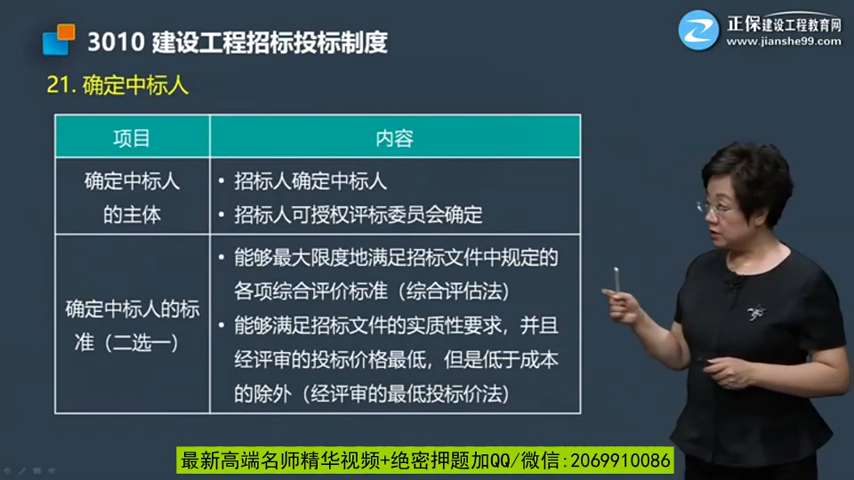 3010 建设工程招标投标制度
正保建设工程教育网
www.jianshe99.com
21. 确定中标人
项目
内容
确定中标人
的主体
• 招标人确定中标人
• 招标人可授权评标委员会确定
确定中标人的标
准（二选一）
• 能够最大限度地满足招标文件中规定的
各项综合评价标准（综合评估法）
• 能够满足招标文件的实质性要求，并且
经评审的投标价格最低，但是低于成本
的除外（经评审的最低投标价法）
最新高端名师精华视频+绝密押题加QQ/微信:2069910086